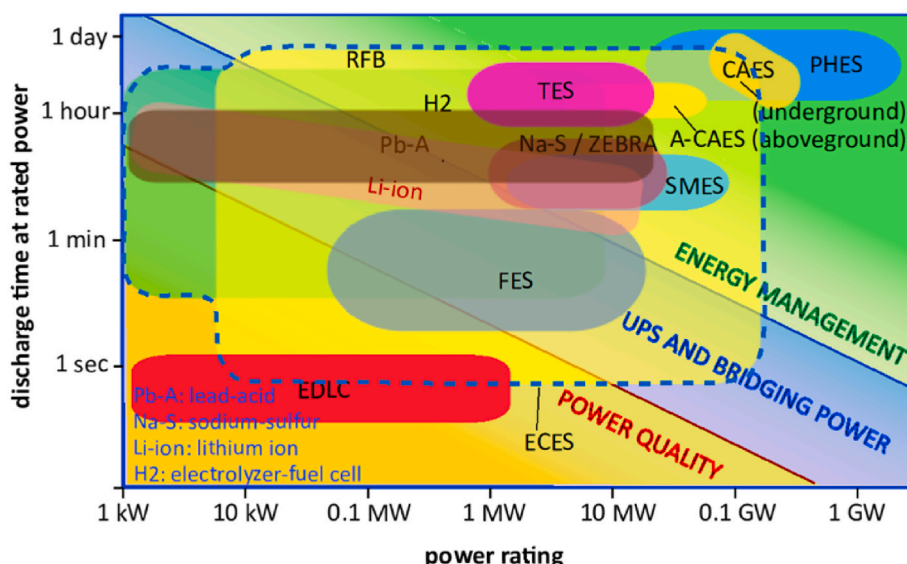 1 day
1 hour
1 min
1 sec
discharge time at rated power
RFB
TES
CAES
PHES
H2
(underground)
A-CAES (aboveground)
Pb-A
Na-S / ZEBRA
Li-ion
SMES
FES
ENERGY MANAGEMENT
UPS AND BRIDGING POWER
POWER QUALITY
EDLC
ECES
Pb-A: lead-acid
Na-S: sodium-sulfur
Li-ion: lithium ion
H2: electrolyzer-fuel cell
1 kW 10 kW 0.1 MW 1 MW 10 MW 0.1 GW 1 GW
power rating